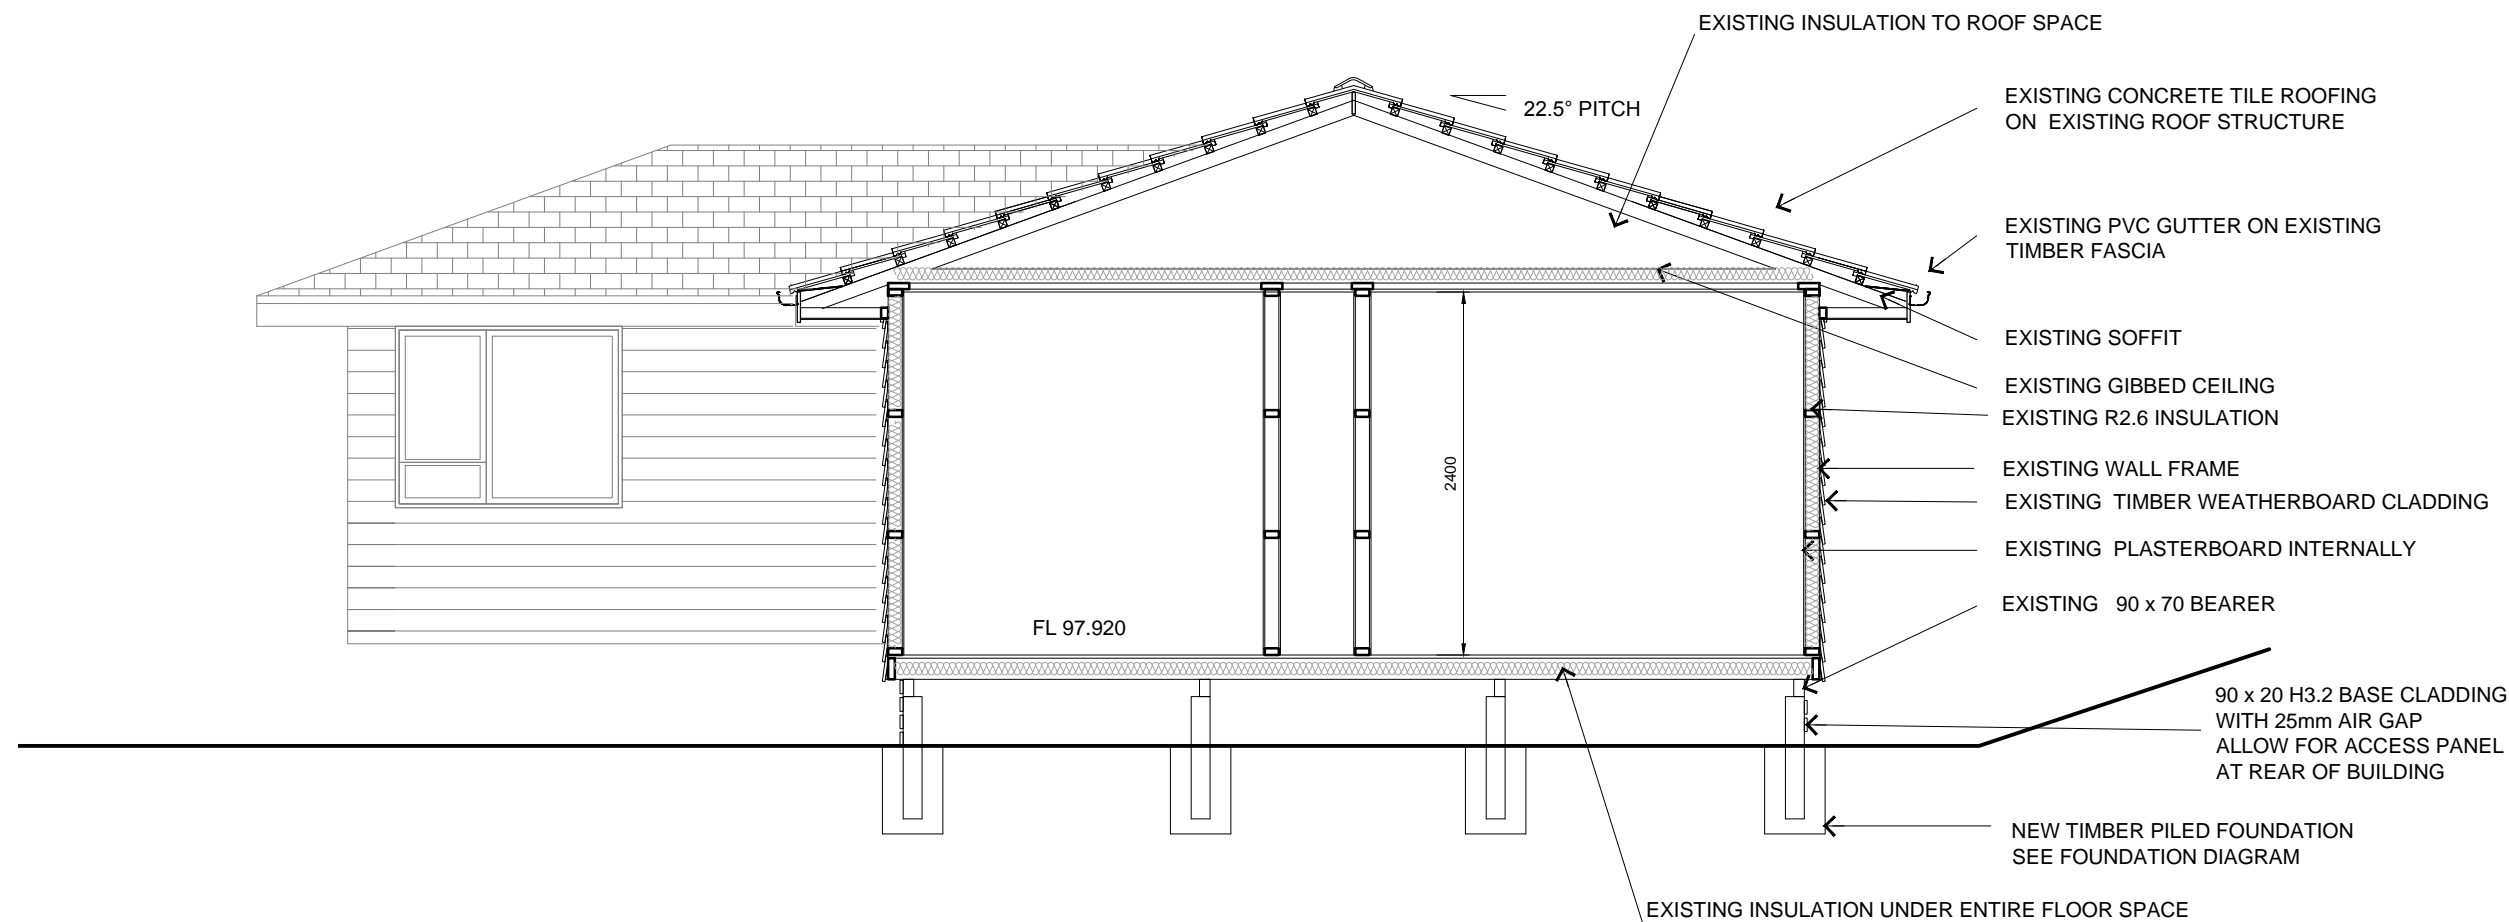 EXISTING INSULATION TO ROOF SPACE
22.5° PITCH
EXISTING CONCRETE TILE ROOFING
ON EXISTING ROOF STRUCTURE
EXISTING PVC GUTTER ON EXISTING
TIMBER FASCIA
EXISTING SOFFIT
EXISTING GIBBED CEILING
EXISTING R2.6 INSULATION
EXISTING WALL FRAME
2400
EXISTING TIMBER WEATHERBOARD CLADDING
EXISTING PLASTERBOARD INTERNALLY
EXISTING 90 x 70 BEARER
FL 97.920
90 x 20 H3.2 BASE CLADDING
WITH 25mm AIR GAP
ALLOW FOR ACCESS PANEL
AT REAR OF BUILDING
NEW TIMBER PILED FOUNDATION
SEE FOUNDATION DIAGRAM
EXISTING INSULATION UNDER ENTIRE FLOOR SPACE